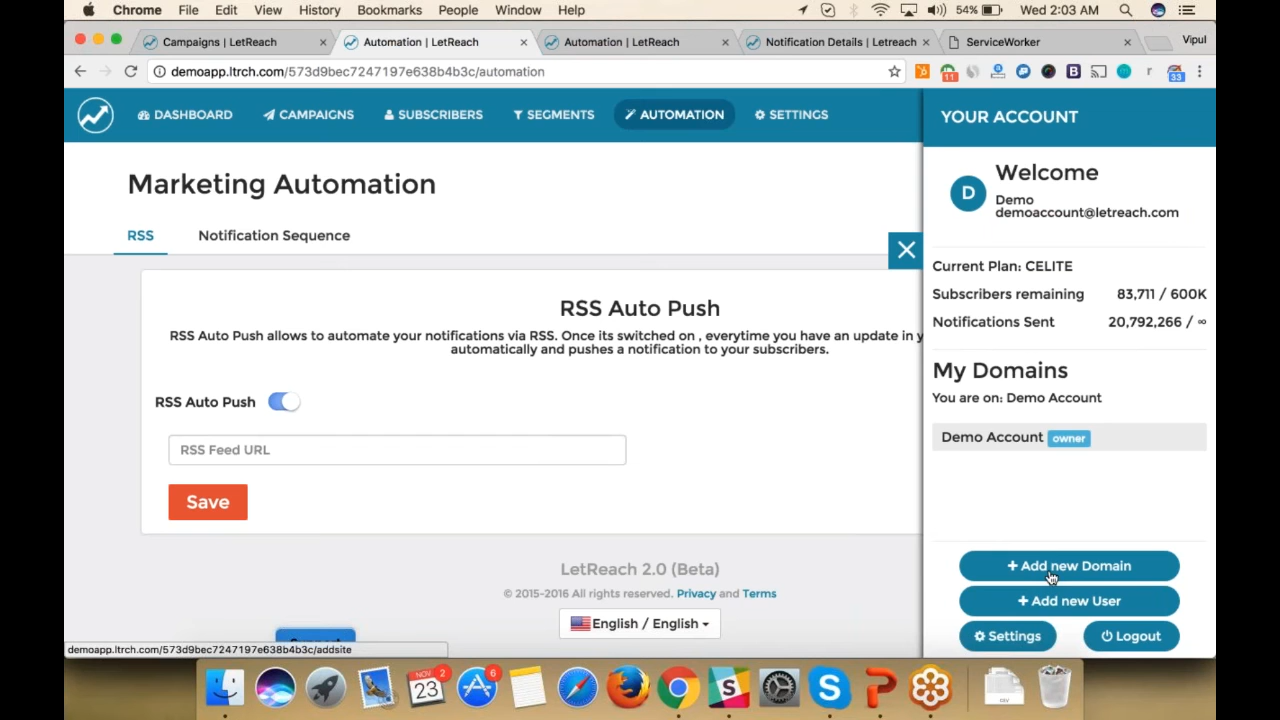 Chrome File Edit View History Bookmarks People Window Help 54% Wed 2:03 AM
Campaigns | LetReach Automation | LetReach Automation | LetReach Notification Details | Letreach ServiceWorker Vipul
demoapp.ltrch.com/573d9bec7247197e638b4b3c/automation
11 B r 33
DASHBOARD CAMPAIGNS SUBSCRIBERS SEGMENTS AUTOMATION SETTINGS
YOUR ACCOUNT
Marketing Automation
RSS Notification Sequence
D
Welcome
Demo
demoaccount@letreach.com
Current Plan: CELITE
Subscribers remaining 83,711 / 600K
Notifications Sent 20,792,266 / ∞
RSS Auto Push
RSS Auto Push allows to automate your notifications via RSS. Once its switched on , everytime you have an update in y
automatically and pushes a notification to your subscribers.
RSS Auto Push
RSS Feed URL
Save
My Domains
You are on: Demo Account
Demo Account owner
+ Add new Domain
+ Add new User
Settings Logout
LetReach 2.0 (Beta)
© 2015-2016 All rights reserved. Privacy and Terms
English / English
demoapp.ltrch.com/573d9bec7247197e638b4b3c/addsite
NOV 2
23
6
S
S
P